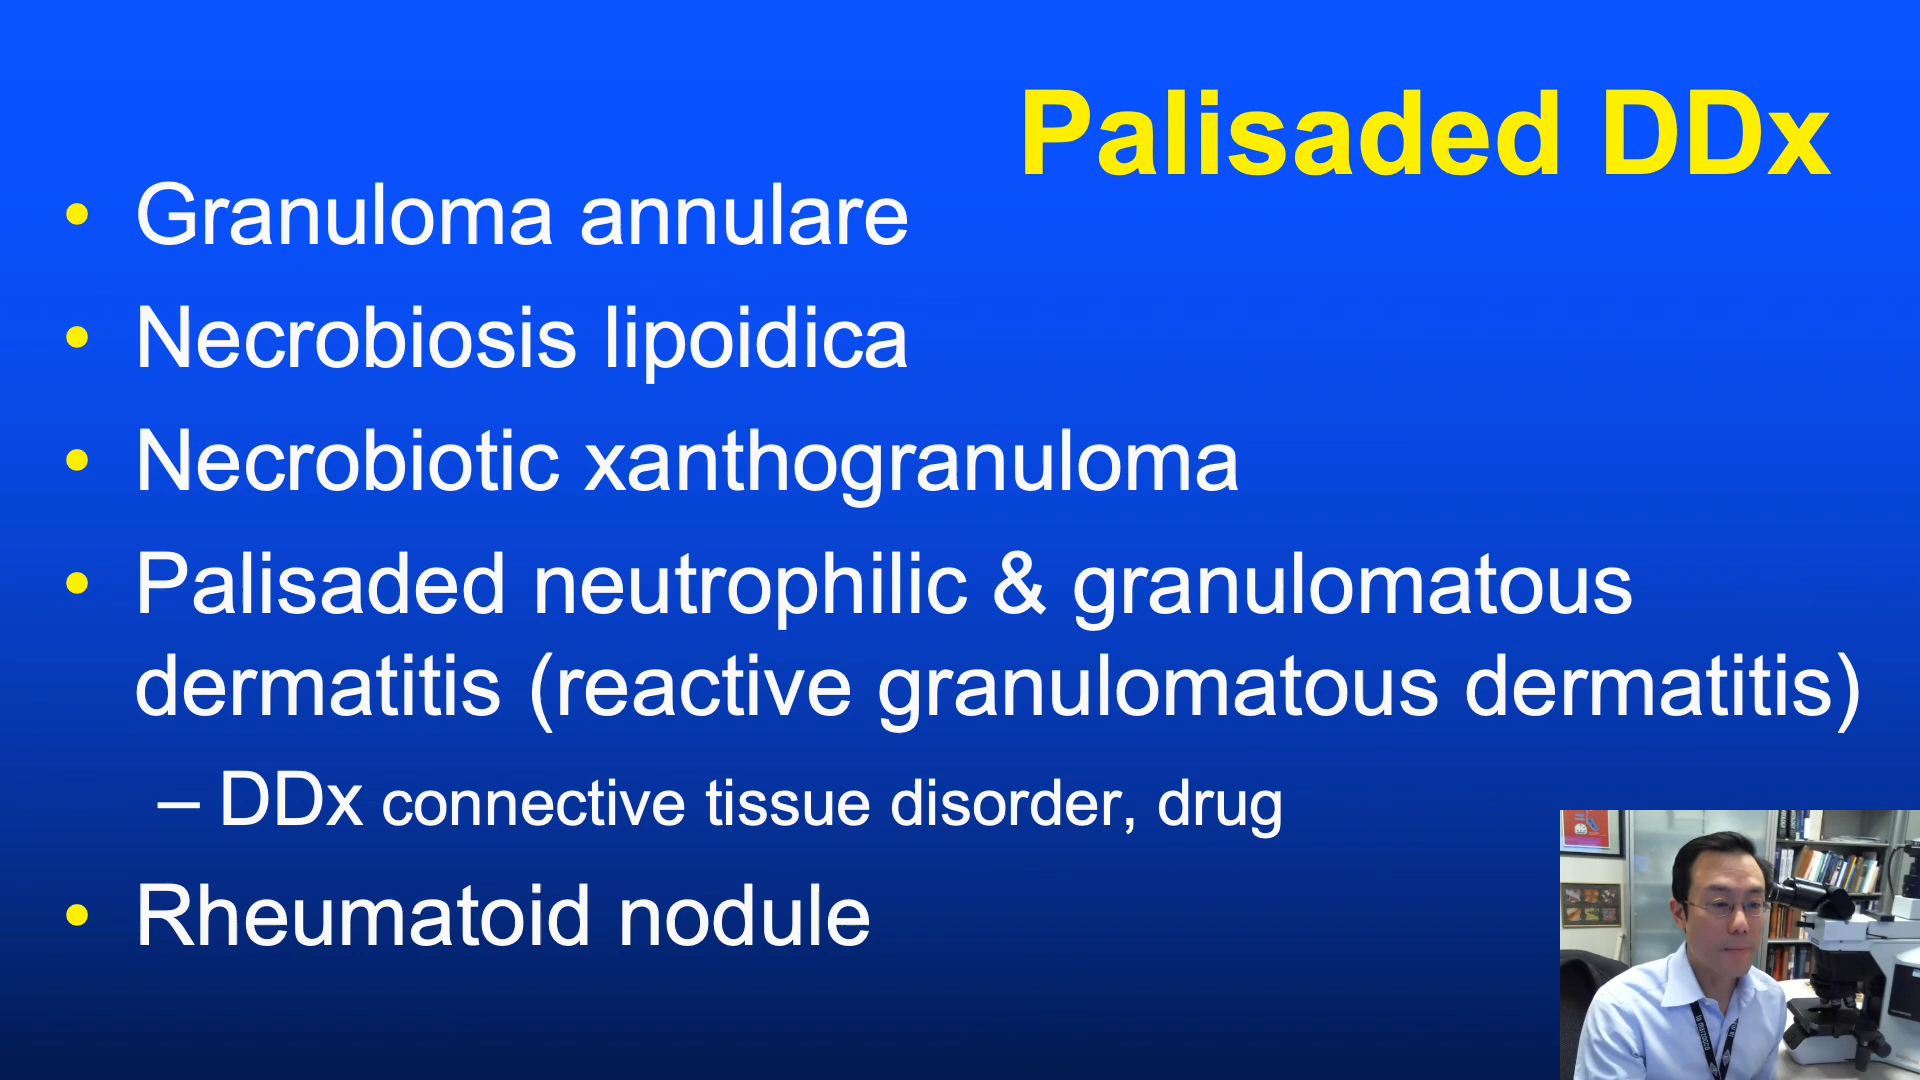 Palisaded DDx
• Granuloma annulare
• Necrobiosis lipoidica
• Necrobiotic xanthogranuloma
• Palisaded neutrophilic & granulomatous
dermatitis (reactive granulomatous dermatitis)
– DDx connective tissue disorder, drug
• Rheumatoid nodule